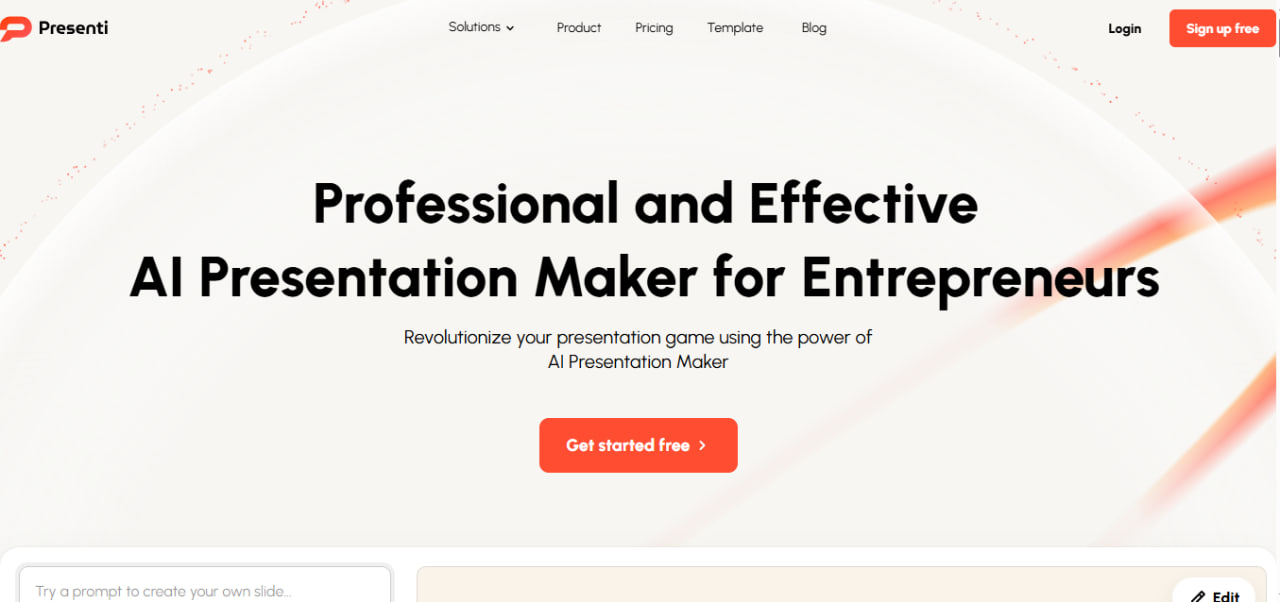 Presenti
Solutions
Product
Pricing
Template
Blog
Login
Sign up free
Professional and Effective
AI Presentation Maker for Entrepreneurs
Revolutionize your presentation game using the power of
AI Presentation Maker
Get started free
Try a prompt to create your own slide...
Edit